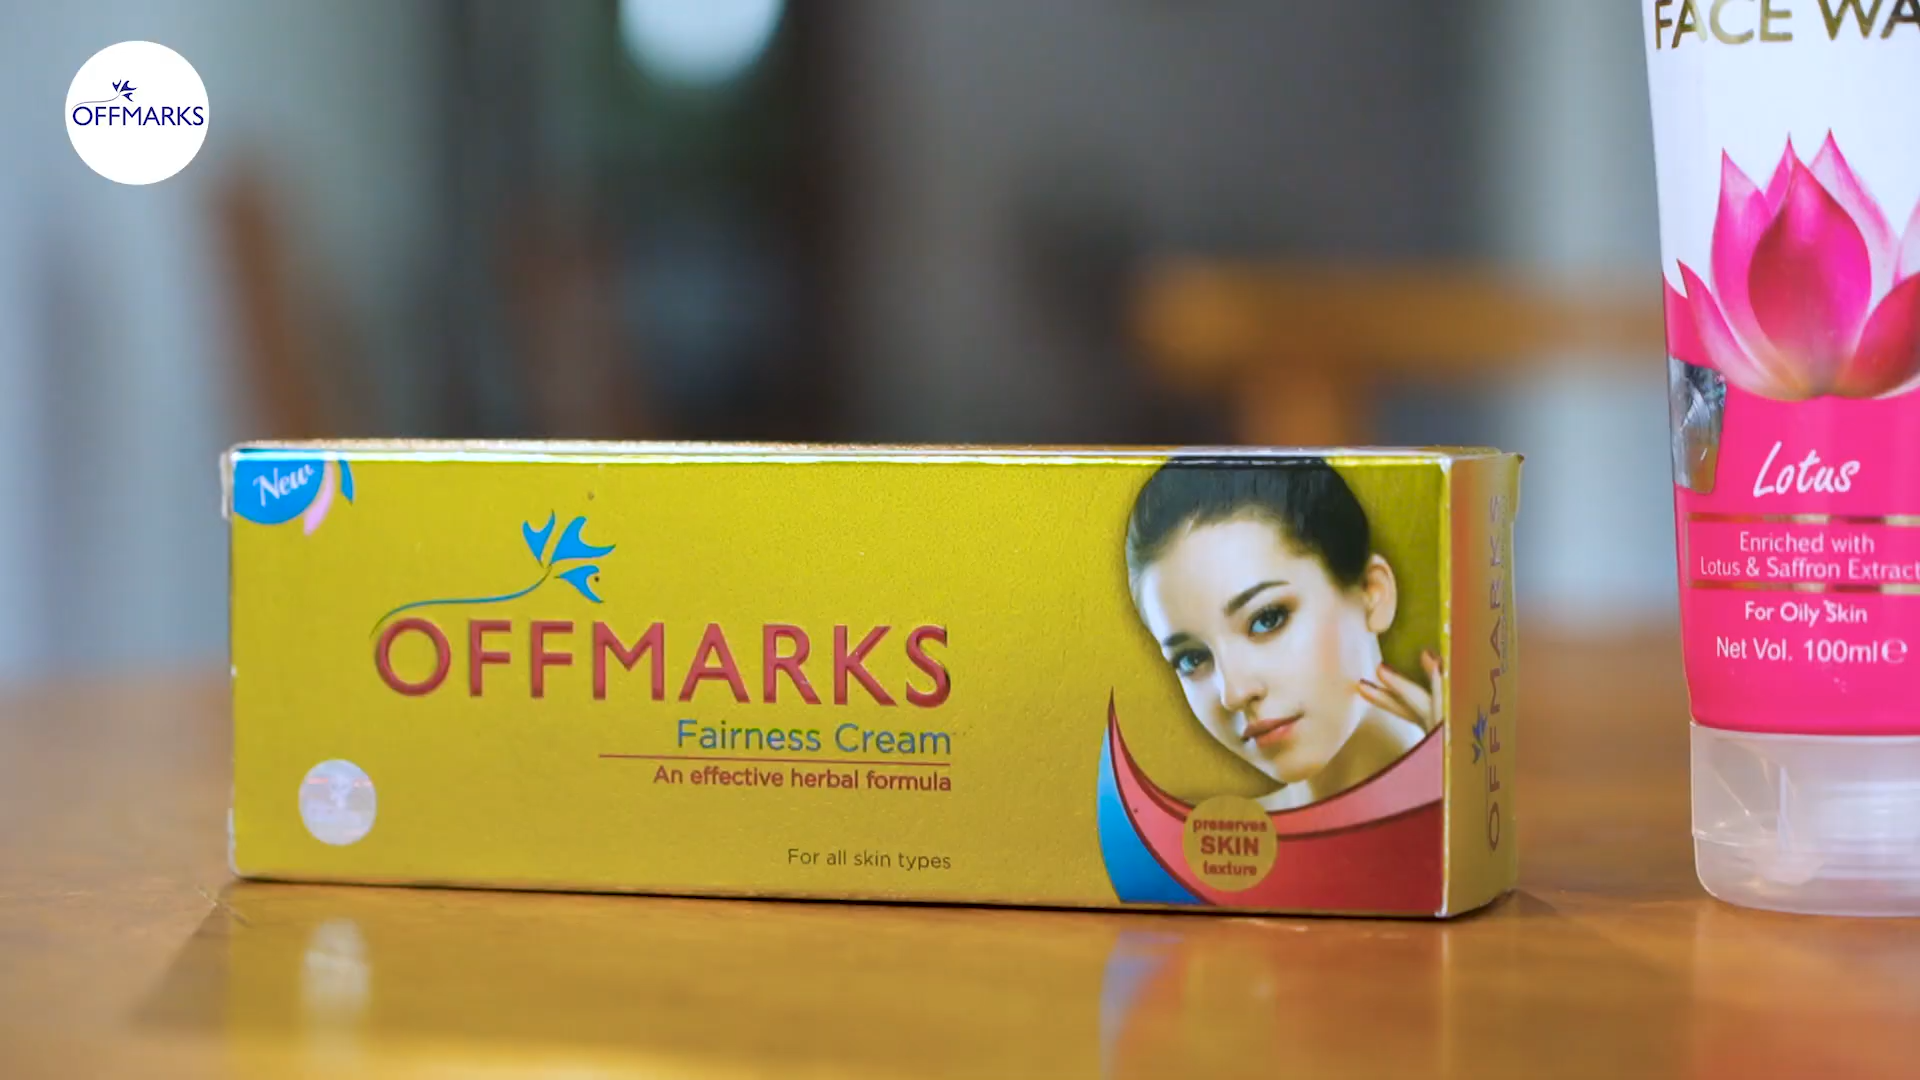 OFFMARKS
New
OFFMARKS
Fairness Cream
An effective herbal formula
For all skin types
preserves
SKIN
texture
OFFMARKS
FACE WA
Lotus
Enriched with
Lotus & Saffron Extract
For Oily Skin
Net Vol. 100ml℮